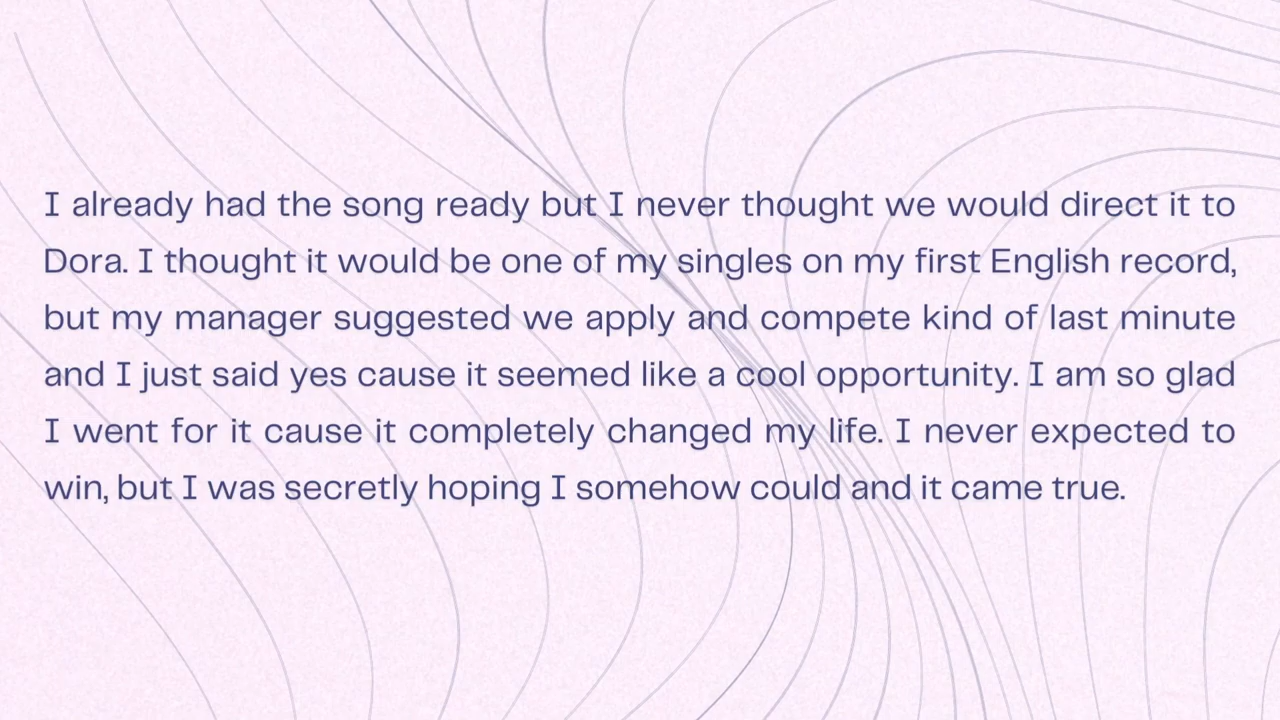 I already had the song ready but I never thought we would direct it to
Dora. I thought it would be one of my singles on my first English record,
but my manager suggested we apply and compete kind of last minute
and I just said yes cause it seemed like a cool opportunity. I am so glad
I went for it cause it completely changed my life. I never expected to
win, but I was secretly hoping I somehow could and it came true.